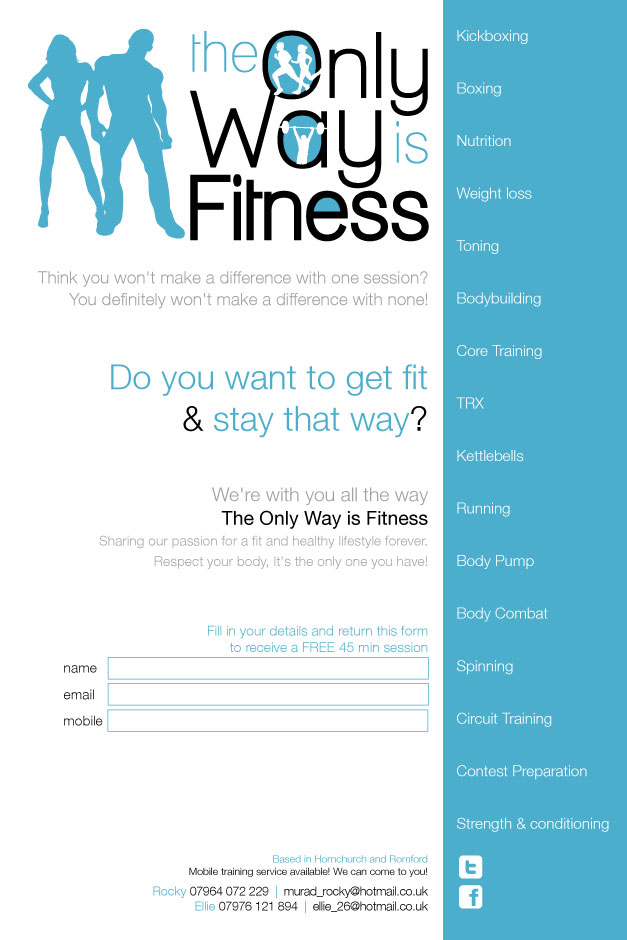 the Only
Way is
Fitness
Think you won't make a difference with one session?
You definitely won't make a difference with none!
Do you want to get fit
& stay that way?
We're with you all the way
The Only Way is Fitness
Sharing our passion for a fit and healthy lifestyle forever.
Respect your body, It's the only one you have!
Fill in your details and return this form
to receive a FREE 45 min session
name
email
mobile
Based in Hornchurch and Romford
Mobile training service available! We can come to you!
Rocky 07964 072 229 | murad_rocky@hotmail.co.uk
Ellie 07976 121 894 | ellie_26@hotmail.co.uk
Kickboxing
Boxing
Nutrition
Weight loss
Toning
Bodybuilding
Core Training
TRX
Kettlebells
Running
Body Pump
Body Combat
Spinning
Circuit Training
Contest Preparation
Strength & conditioning
t
f